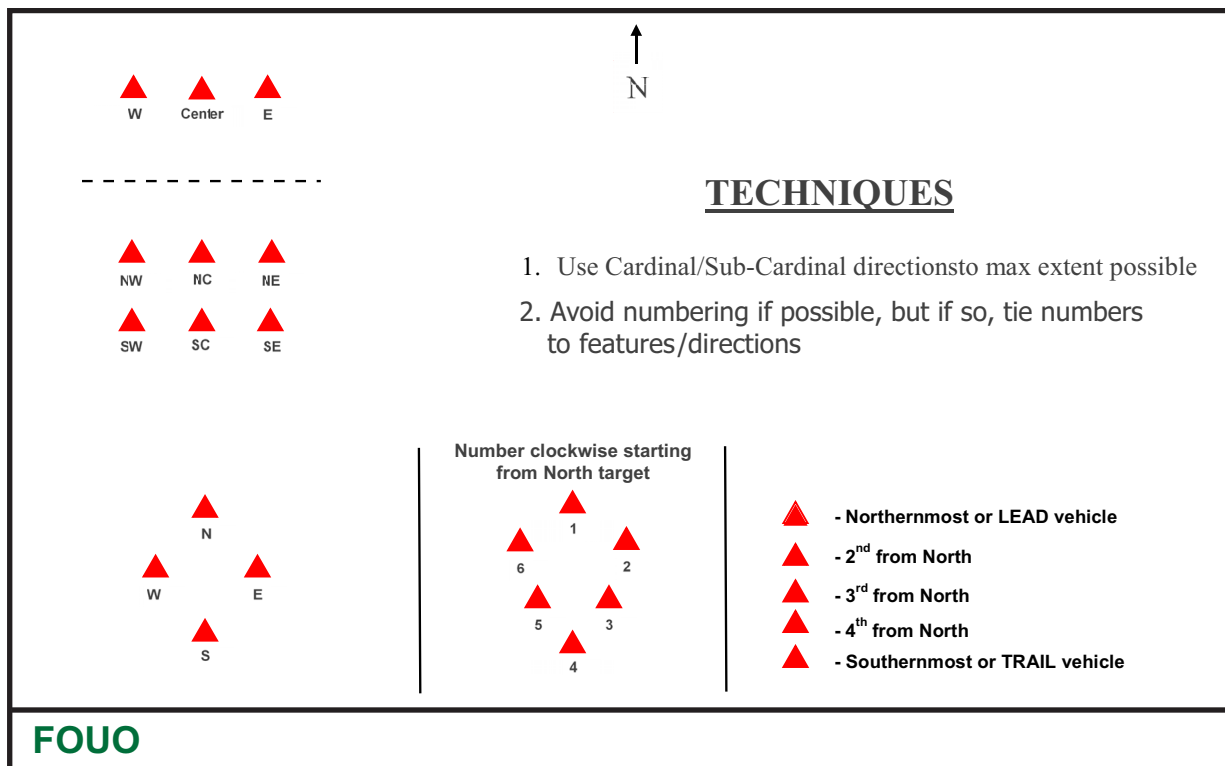 N
W Center E
TECHNIQUES
1. Use Cardinal/Sub-Cardinal directionsto max extent possible
NW NC NE
2. Avoid numbering if possible, but if so, tie numbers
to features/directions
SW SC SE
N
W E
S
Number clockwise starting
from North target
1
6 2
5 3
4
- Northernmost or LEAD vehicle
- 2nd from North
- 3rd from North
- 4th from North
- Southernmost or TRAIL vehicle
FOUO